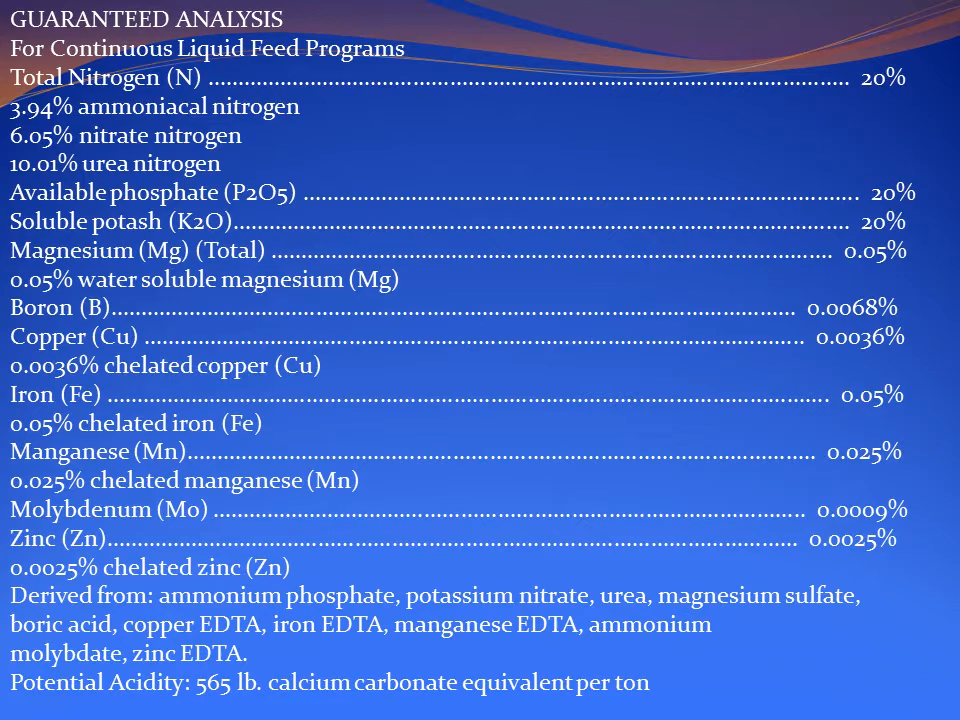 GUARANTEED ANALYSIS
For Continuous Liquid Feed Programs
Total Nitrogen (N) ................................................................................................................ 20%
3.94% ammoniacal nitrogen
6.05% nitrate nitrogen
10.01% urea nitrogen
Available phosphate (P2O5) ................................................................................................ 20%
Soluble potash (K2O)........................................................................................................... 20%
Magnesium (Mg) (Total) ................................................................................................. 0.05%
0.05% water soluble magnesium (Mg)
Boron (B)...................................................................................................................... 0.0068%
Copper (Cu) .................................................................................................................. 0.0036%
0.0036% chelated copper (Cu)
Iron (Fe) ............................................................................................................................ 0.05%
0.05% chelated iron (Fe)
Manganese (Mn)............................................................................................................ 0.025%
0.025% chelated manganese (Mn)
Molybdenum (Mo) ...................................................................................................... 0.0009%
Zinc (Zn)....................................................................................................................... 0.0025%
0.0025% chelated zinc (Zn)
Derived from: ammonium phosphate, potassium nitrate, urea, magnesium sulfate,
boric acid, copper EDTA, iron EDTA, manganese EDTA, ammonium
molybdate, zinc EDTA.
Potential Acidity: 565 lb. calcium carbonate equivalent per ton